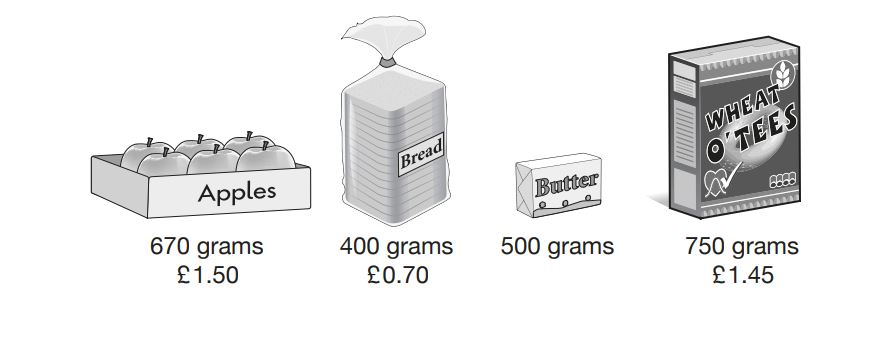 Apples
670 grams
£1.50
Bread
400 grams
£0.70
Butter
500 grams
WHEAT
O'TEES
750 grams
£1.45